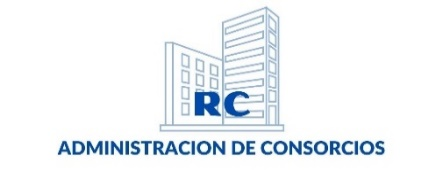 RC
ADMINISTRACION DE CONSORCIOS